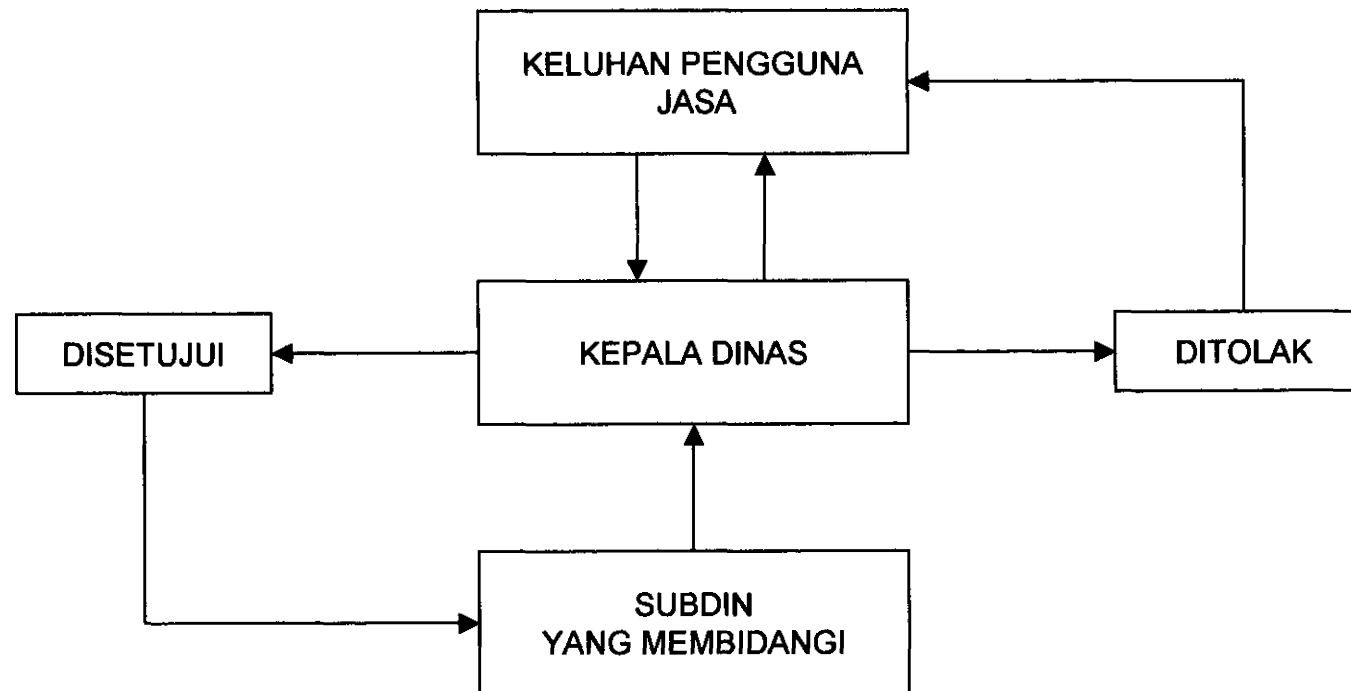 KELUHAN PENGGUNA
JASA
DISETUJUI
KEPALA DINAS
DITOLAK
SUBDIN
YANG MEMBIDANGI